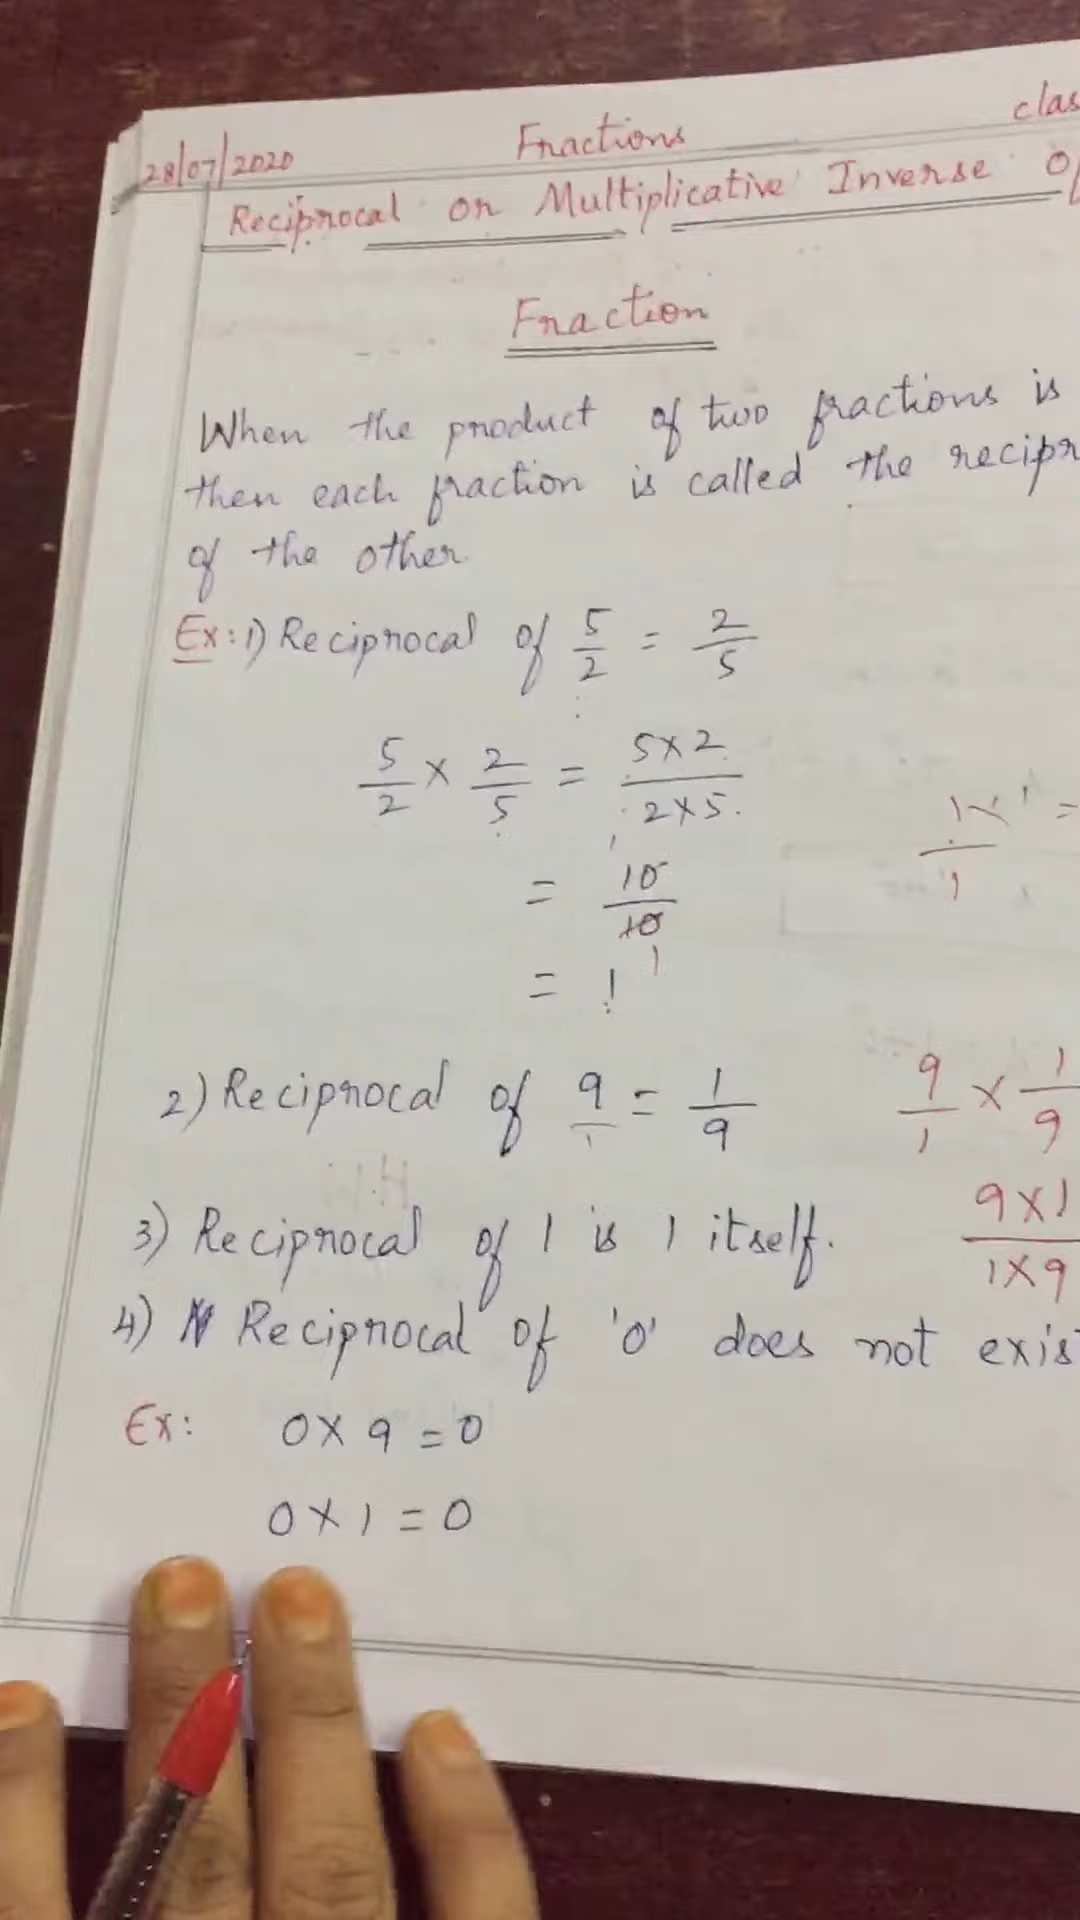 28/07/2020 Fractions clas
Reciprocal or Multiplicative Inverse of
Fraction
When the product of two fractions is
then each fraction is called the recipr
of the other
Ex: 1) Reciprocal of 5/2 = 2/5
5/2 × 2/5 = 5×2/2×5
= 10/10
= 1
2) Reciprocal of 9/1 = 1/9
9/1 × 1/9
3) Reciprocal of 1 is 1 itself.
9×1/1×9
4) Reciprocal of '0' does not exist
Ex: 0×9=0
0×1=0